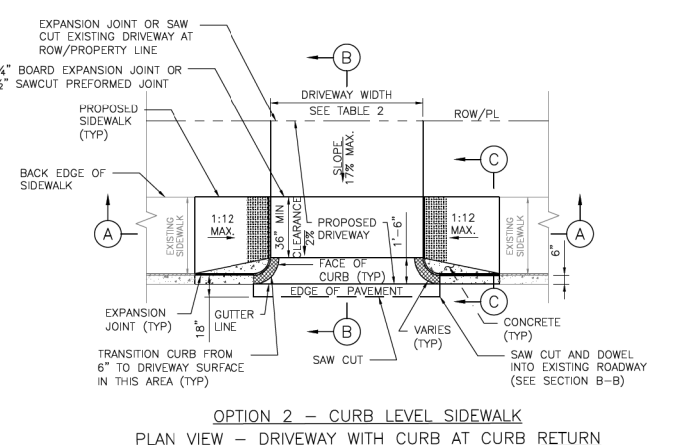 EXPANSION JOINT OR SAW
CUT EXISTING DRIVEWAY AT
ROW/PROPERTY LINE
4" BOARD EXPANSION JOINT OR
½" SAWCUT PREFORMED JOINT
PROPOSED
SIDEWALK
(TYP)
BACK EDGE OF
SIDEWALK
B
DRIVEWAY WIDTH
SEE TABLE 2
ROW/PL
SLOPE
17% MAX.
C
A
EXISTING
SIDEWALK
1:12
MAX.
36" MIN
CLEARANCE
2%
PROPOSED
DRIVEWAY
1'-6"
1:12
MAX.
EXISTING
SIDEWALK
A
6"
FACE OF
CURB (TYP)
EDGE OF PAVEMENT
C
EXPANSION
JOINT (TYP)
18"
GUTTER
LINE
B
VARIES
(TYP)
CONCRETE
(TYP)
TRANSITION CURB FROM
6" TO DRIVEWAY SURFACE
IN THIS AREA (TYP)
SAW CUT
SAW CUT AND DOWEL
INTO EXISTING ROADWAY
(SEE SECTION B-B)
OPTION 2 – CURB LEVEL SIDEWALK
PLAN VIEW – DRIVEWAY WITH CURB AT CURB RETURN